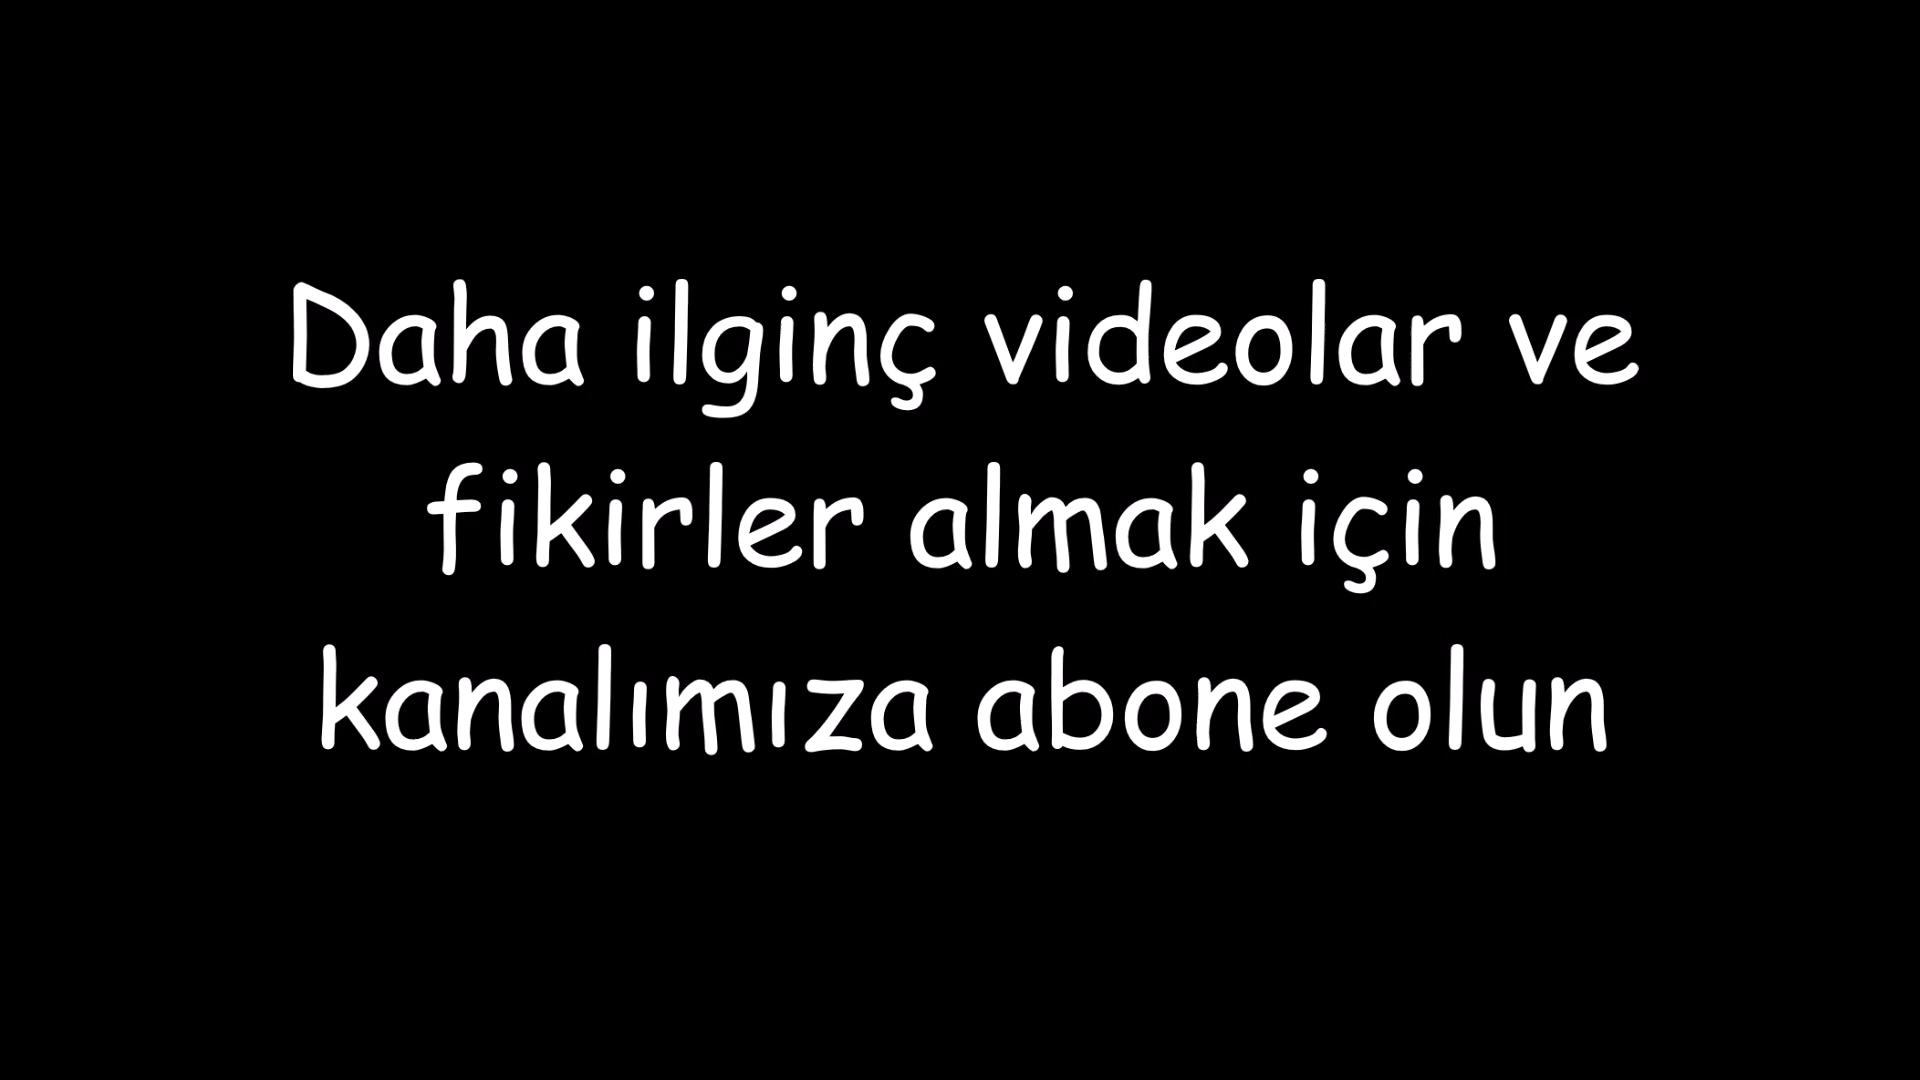 Daha ilginç videolar ve
fikirler almak için
kanalımıza abone olun